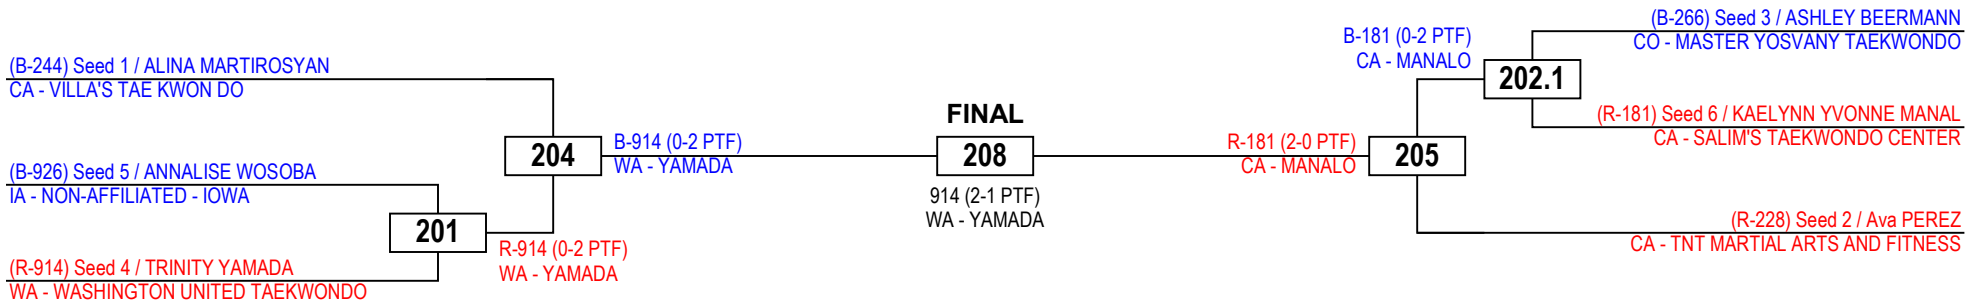 (B-244) Seed 1 / ALINA MARTIROSYAN
CA - VILLA'S TAE KWON DO
(B-926) Seed 5 / ANNALISE WOSOBA
IA - NON-AFFILIATED - IOWA
(R-914) Seed 4 / TRINITY YAMADA
WA - WASHINGTON UNITED TAEKWONDO
201
R-914 (0-2 PTF)
WA - YAMADA
204
B-914 (0-2 PTF)
WA - YAMADA
FINAL
208
914 (2-1 PTF)
WA - YAMADA
R-181 (2-0 PTF)
CA - MANALO
205
B-181 (0-2 PTF)
CA - MANALO
202.1
(B-266) Seed 3 / ASHLEY BEERMANN
CO - MASTER YOSVANY TAEKWONDO
(R-181) Seed 6 / KAELYNN YVONNE MANAL
CA - SALIM'S TAEKWONDO CENTER
(R-228) Seed 2 / Ava PEREZ
CA - TNT MARTIAL ARTS AND FITNESS